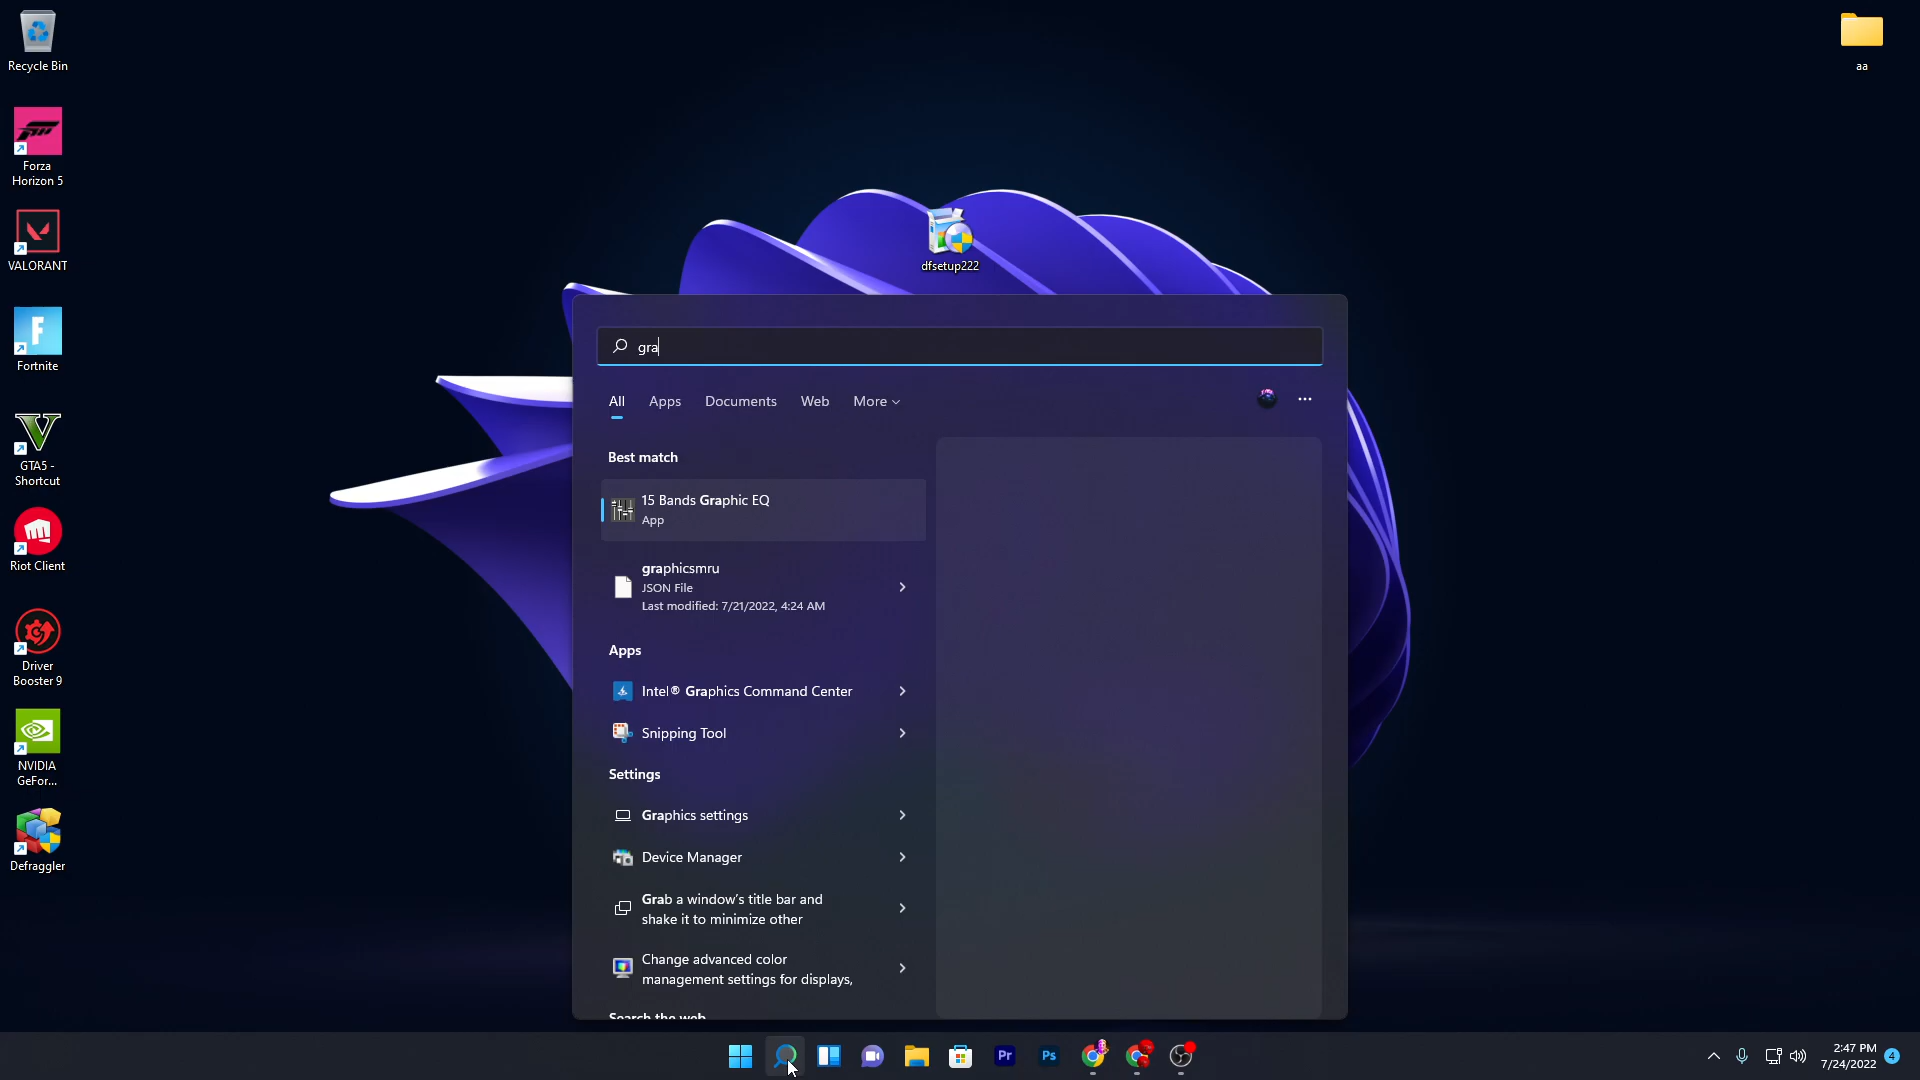 Recycle Bin
Forza
Horizon 5
VALORANT
Fortnite
GTA5 -
Shortcut
Riot Client
Driver
Booster 9
NVIDIA
GeFor...
Defraggler
aa
dfsetup222
gra
All Apps Documents Web More
Best match
15 Bands Graphic EQ
App
graphicsmru
JSON File
Last modified: 7/21/2022, 4:24 AM
Apps
Intel® Graphics Command Center
Snipping Tool
Settings
Graphics settings
Device Manager
Grab a window's title bar and
shake it to minimize other
Change advanced color
management settings for displays,
Search the web
Pr
Ps
2:47 PM
7/24/2022
4